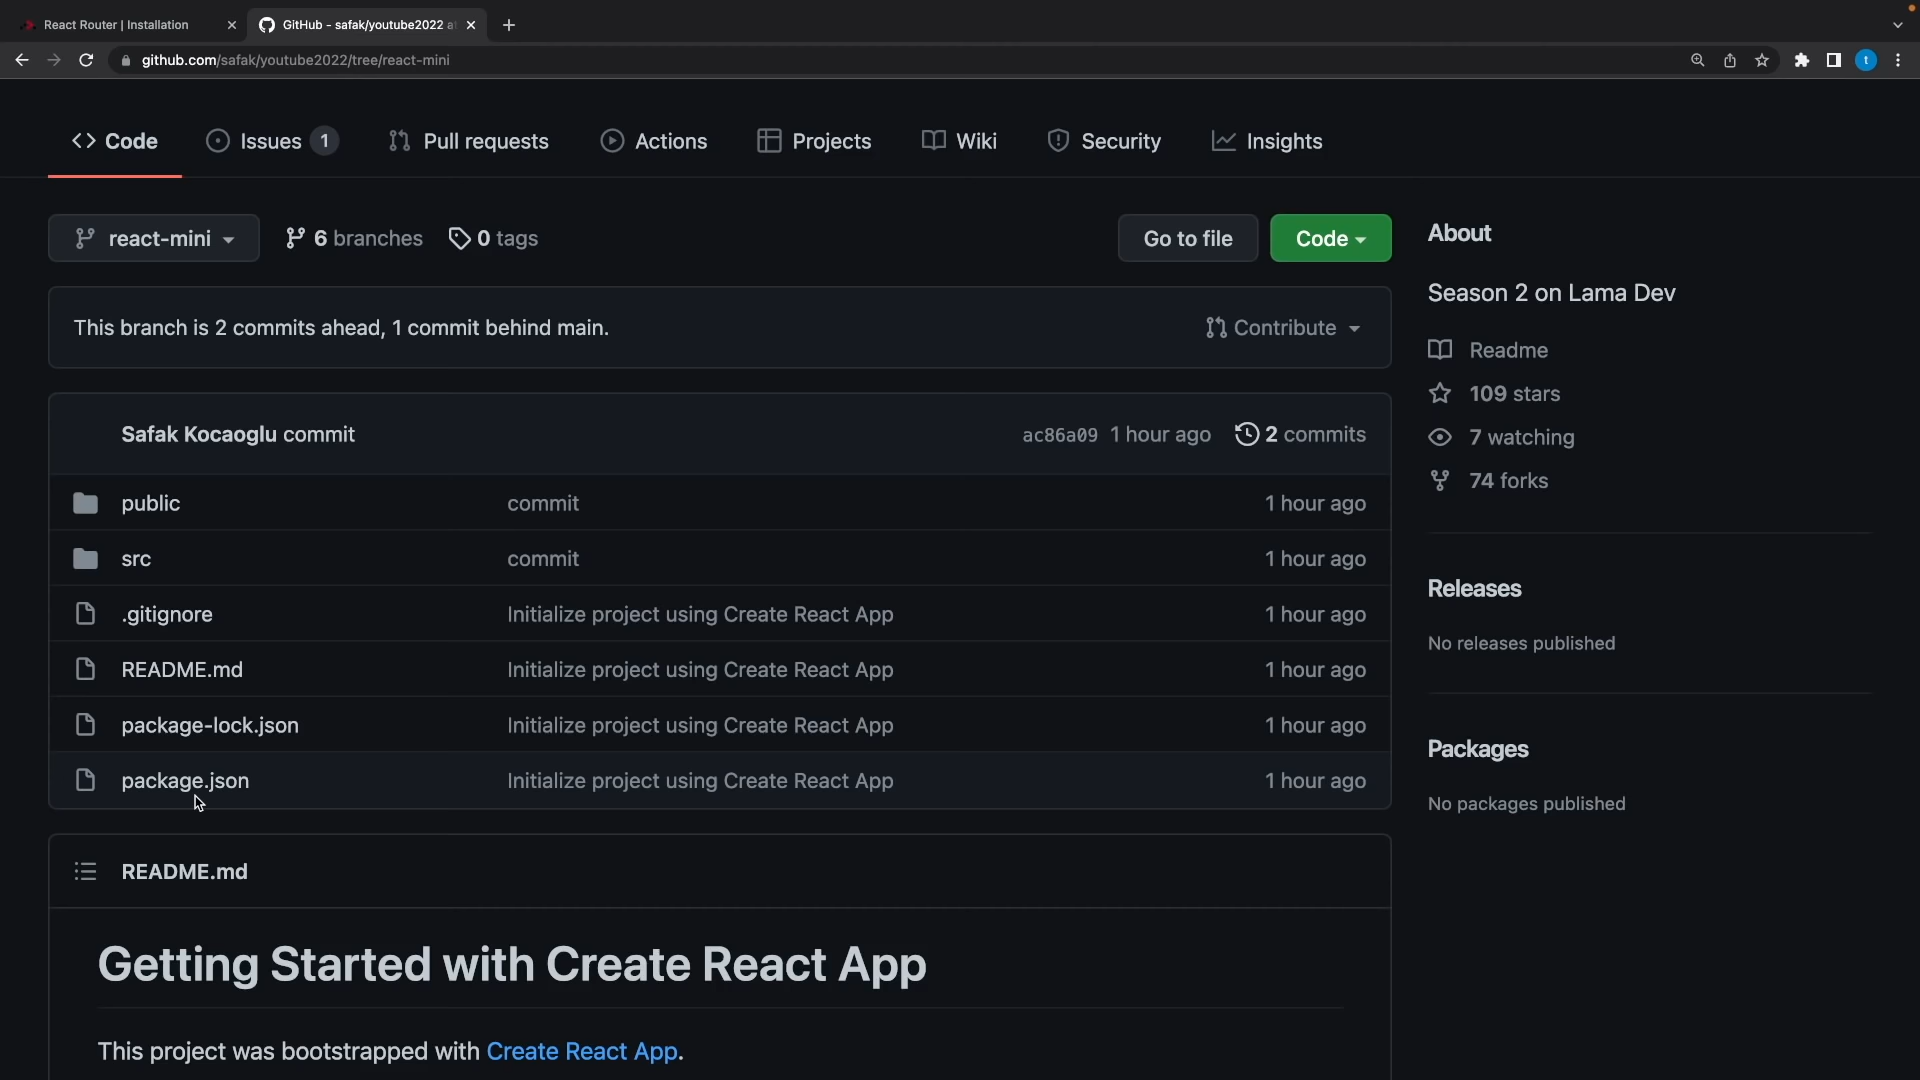 React Router | Installation
GitHub - safak/youtube2022 at
github.com/safak/youtube2022/tree/react-mini
t
Code
Issues 1
Pull requests
Actions
Projects
Wiki
Security
Insights
react-mini
6 branches
0 tags
Go to file
Code
This branch is 2 commits ahead, 1 commit behind main.
Contribute
Safak Kocaoglu commit
ac86a09 1 hour ago
2 commits
public commit 1 hour ago
src commit 1 hour ago
.gitignore Initialize project using Create React App 1 hour ago
README.md Initialize project using Create React App 1 hour ago
package-lock.json Initialize project using Create React App 1 hour ago
package.json Initialize project using Create React App 1 hour ago
README.md
Getting Started with Create React App
This project was bootstrapped with Create React App.
About
Season 2 on Lama Dev
Readme
109 stars
7 watching
74 forks
Releases
No releases published
Packages
No packages published